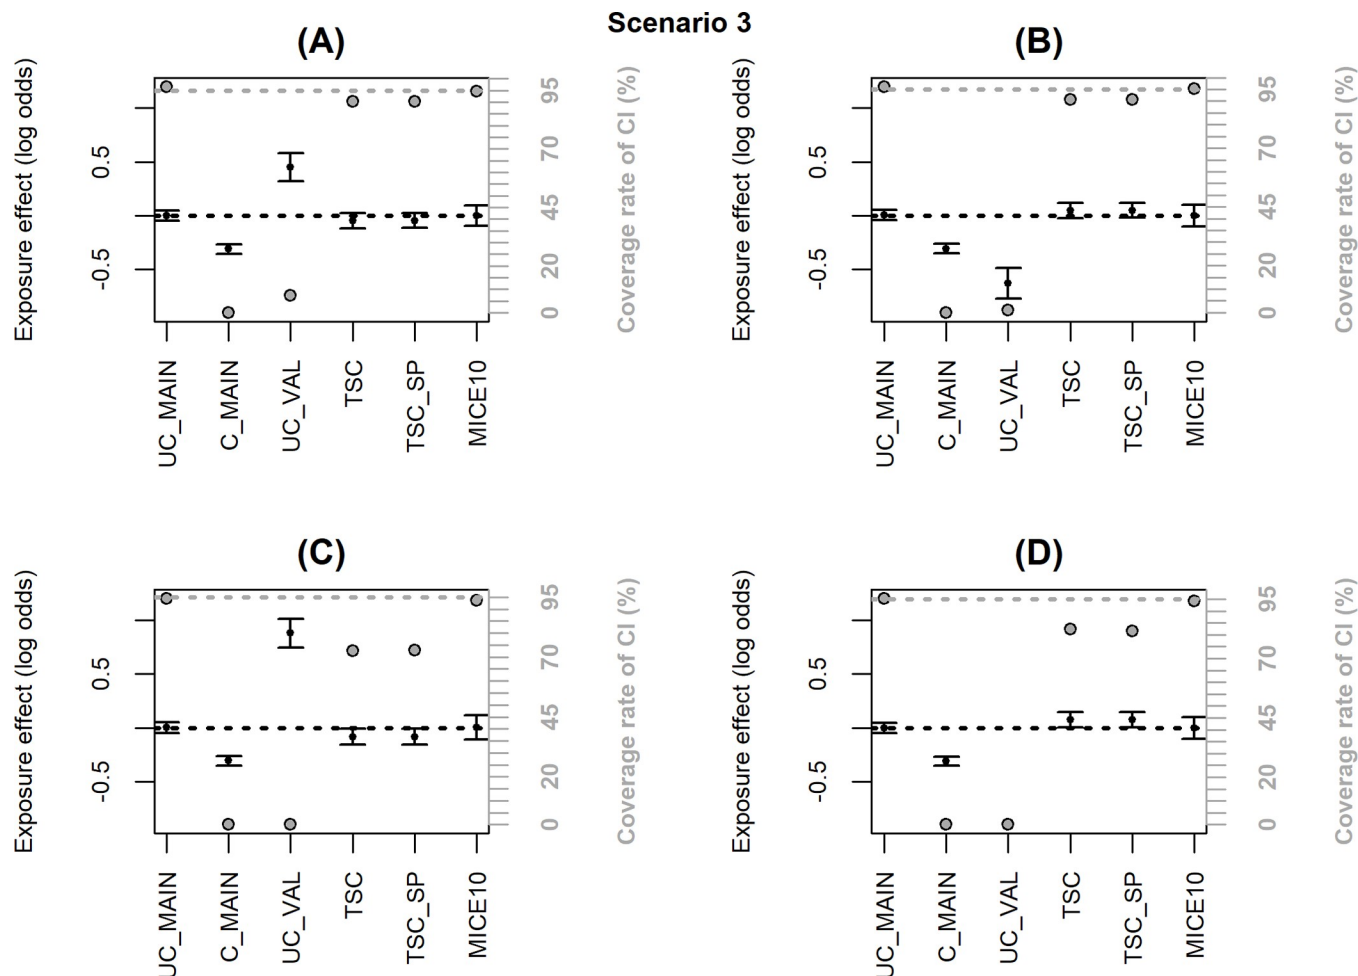 Scenario 3
(A)
Exposure effect (log odds)
0.5
-0.5
Coverage rate of CI (%)
95
70
45
20
0
UC_MAIN
C_MAIN
UC_VAL
TSC
TSC_SP
MICE10
(B)
Exposure effect (log odds)
0.5
-0.5
Coverage rate of CI (%)
95
70
45
20
0
UC_MAIN
C_MAIN
UC_VAL
TSC
TSC_SP
MICE10
(C)
Exposure effect (log odds)
0.5
-0.5
Coverage rate of CI (%)
95
70
45
20
0
UC_MAIN
C_MAIN
UC_VAL
TSC
TSC_SP
MICE10
(D)
Exposure effect (log odds)
0.5
-0.5
Coverage rate of CI (%)
95
70
45
20
0
UC_MAIN
C_MAIN
UC_VAL
TSC
TSC_SP
MICE10